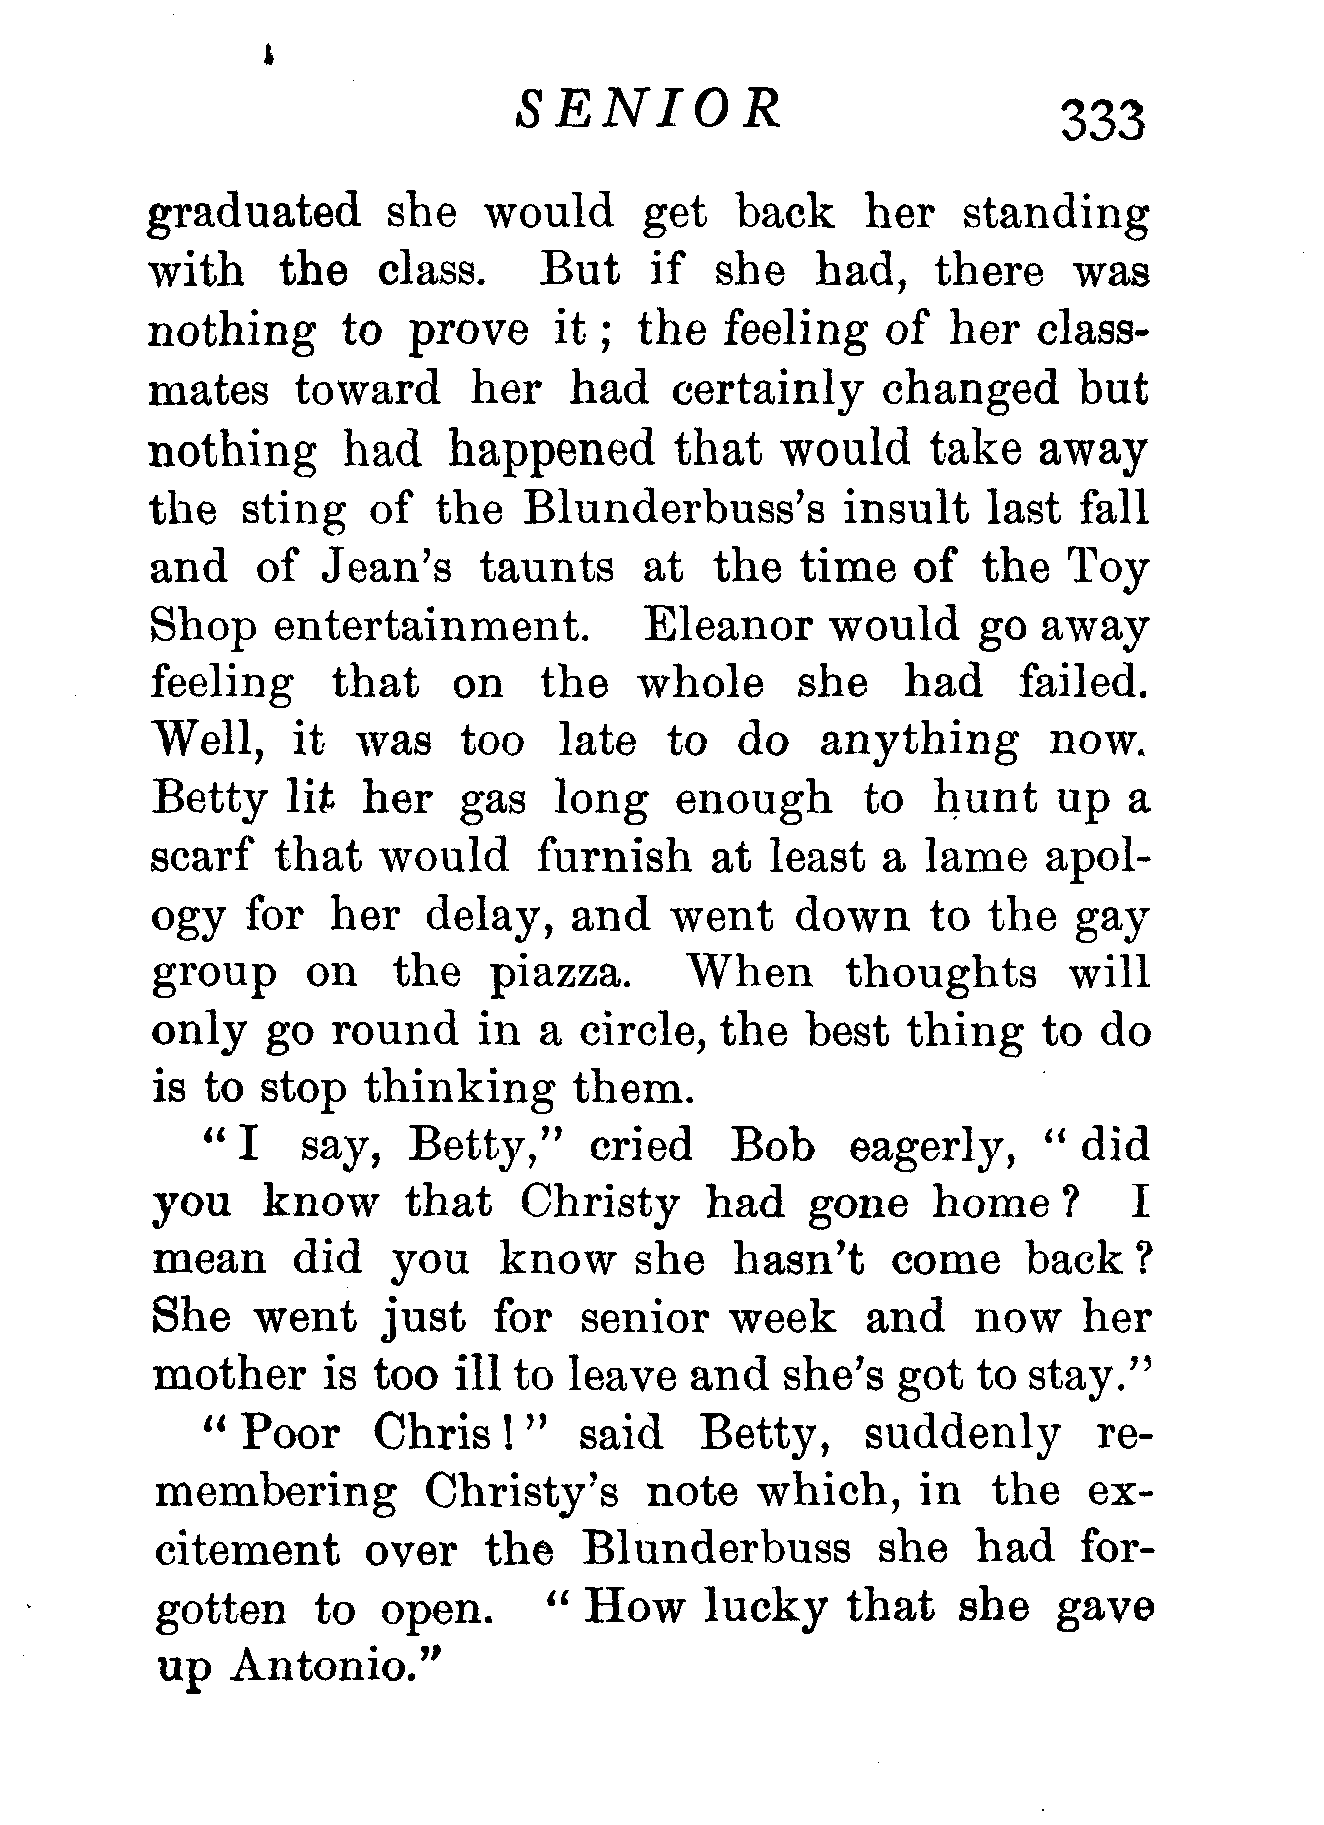 SENIOR 333
graduated she would get back her standing
with the class. But if she had, there was
nothing to prove it ; the feeling of her class-
mates toward her had certainly changed but
nothing had happened that would take away
the sting of the Blunderbuss's insult last fall
and of Jean's taunts at the time of the Toy
Shop entertainment. Eleanor would go away
feeling that on the whole she had failed.
Well, it was too late to do anything now.
Betty lit her gas long enough to hunt up a
scarf that would furnish at least a lame apol-
ogy for her delay, and went down to the gay
group on the piazza. When thoughts will
only go round in a circle, the best thing to do
is to stop thinking them.
" I say, Betty," cried Bob eagerly, " did
you know that Christy had gone home ? I
mean did you know she hasn't come back ?
She went just for senior week and now her
mother is too ill to leave and she's got to stay."
" Poor Chris ! " said Betty, suddenly re-
membering Christy's note which, in the ex-
citement over the Blunderbuss she had for-
gotten to open. " How lucky that she gave
up Antonio."